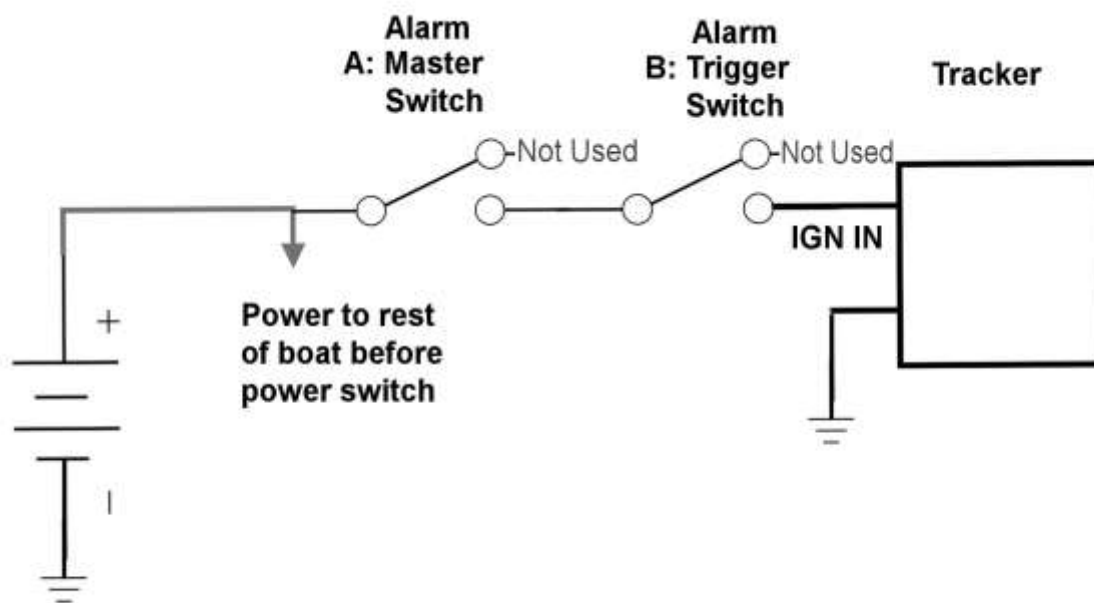 Alarm
A: Master
Switch
Alarm
B: Trigger
Switch
Tracker
Not Used
Not Used
IGN IN
+
Power to rest
of boat before
power switch
–